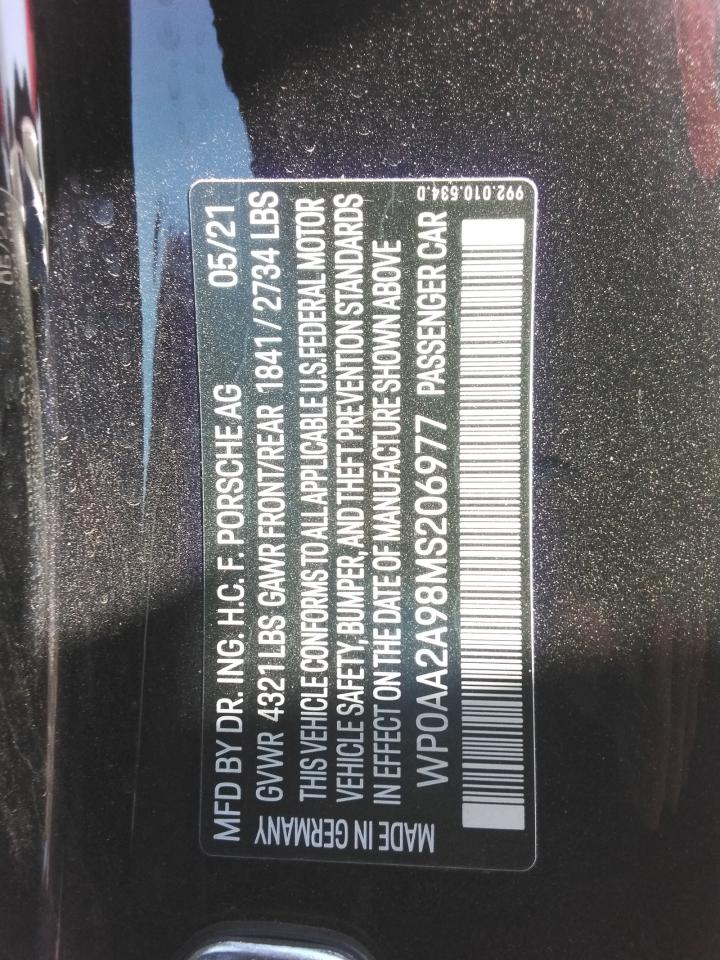 MFD BY DR. ING. H.C. F. PORSCHE AG 05/21
GVWR 4321 LBS GAWR FRONT/REAR 1841 / 2734 LBS
THIS VEHICLE CONFORMS TO ALL APPLICABLE U.S. FEDERAL MOTOR
VEHICLE SAFETY, BUMPER, AND THEFT PREVENTION STANDARDS
IN EFFECT ON THE DATE OF MANUFACTURE SHOWN ABOVE
WP0AA2A98MS206977 PASSENGER CAR
MADE IN GERMANY
992.010.534.D